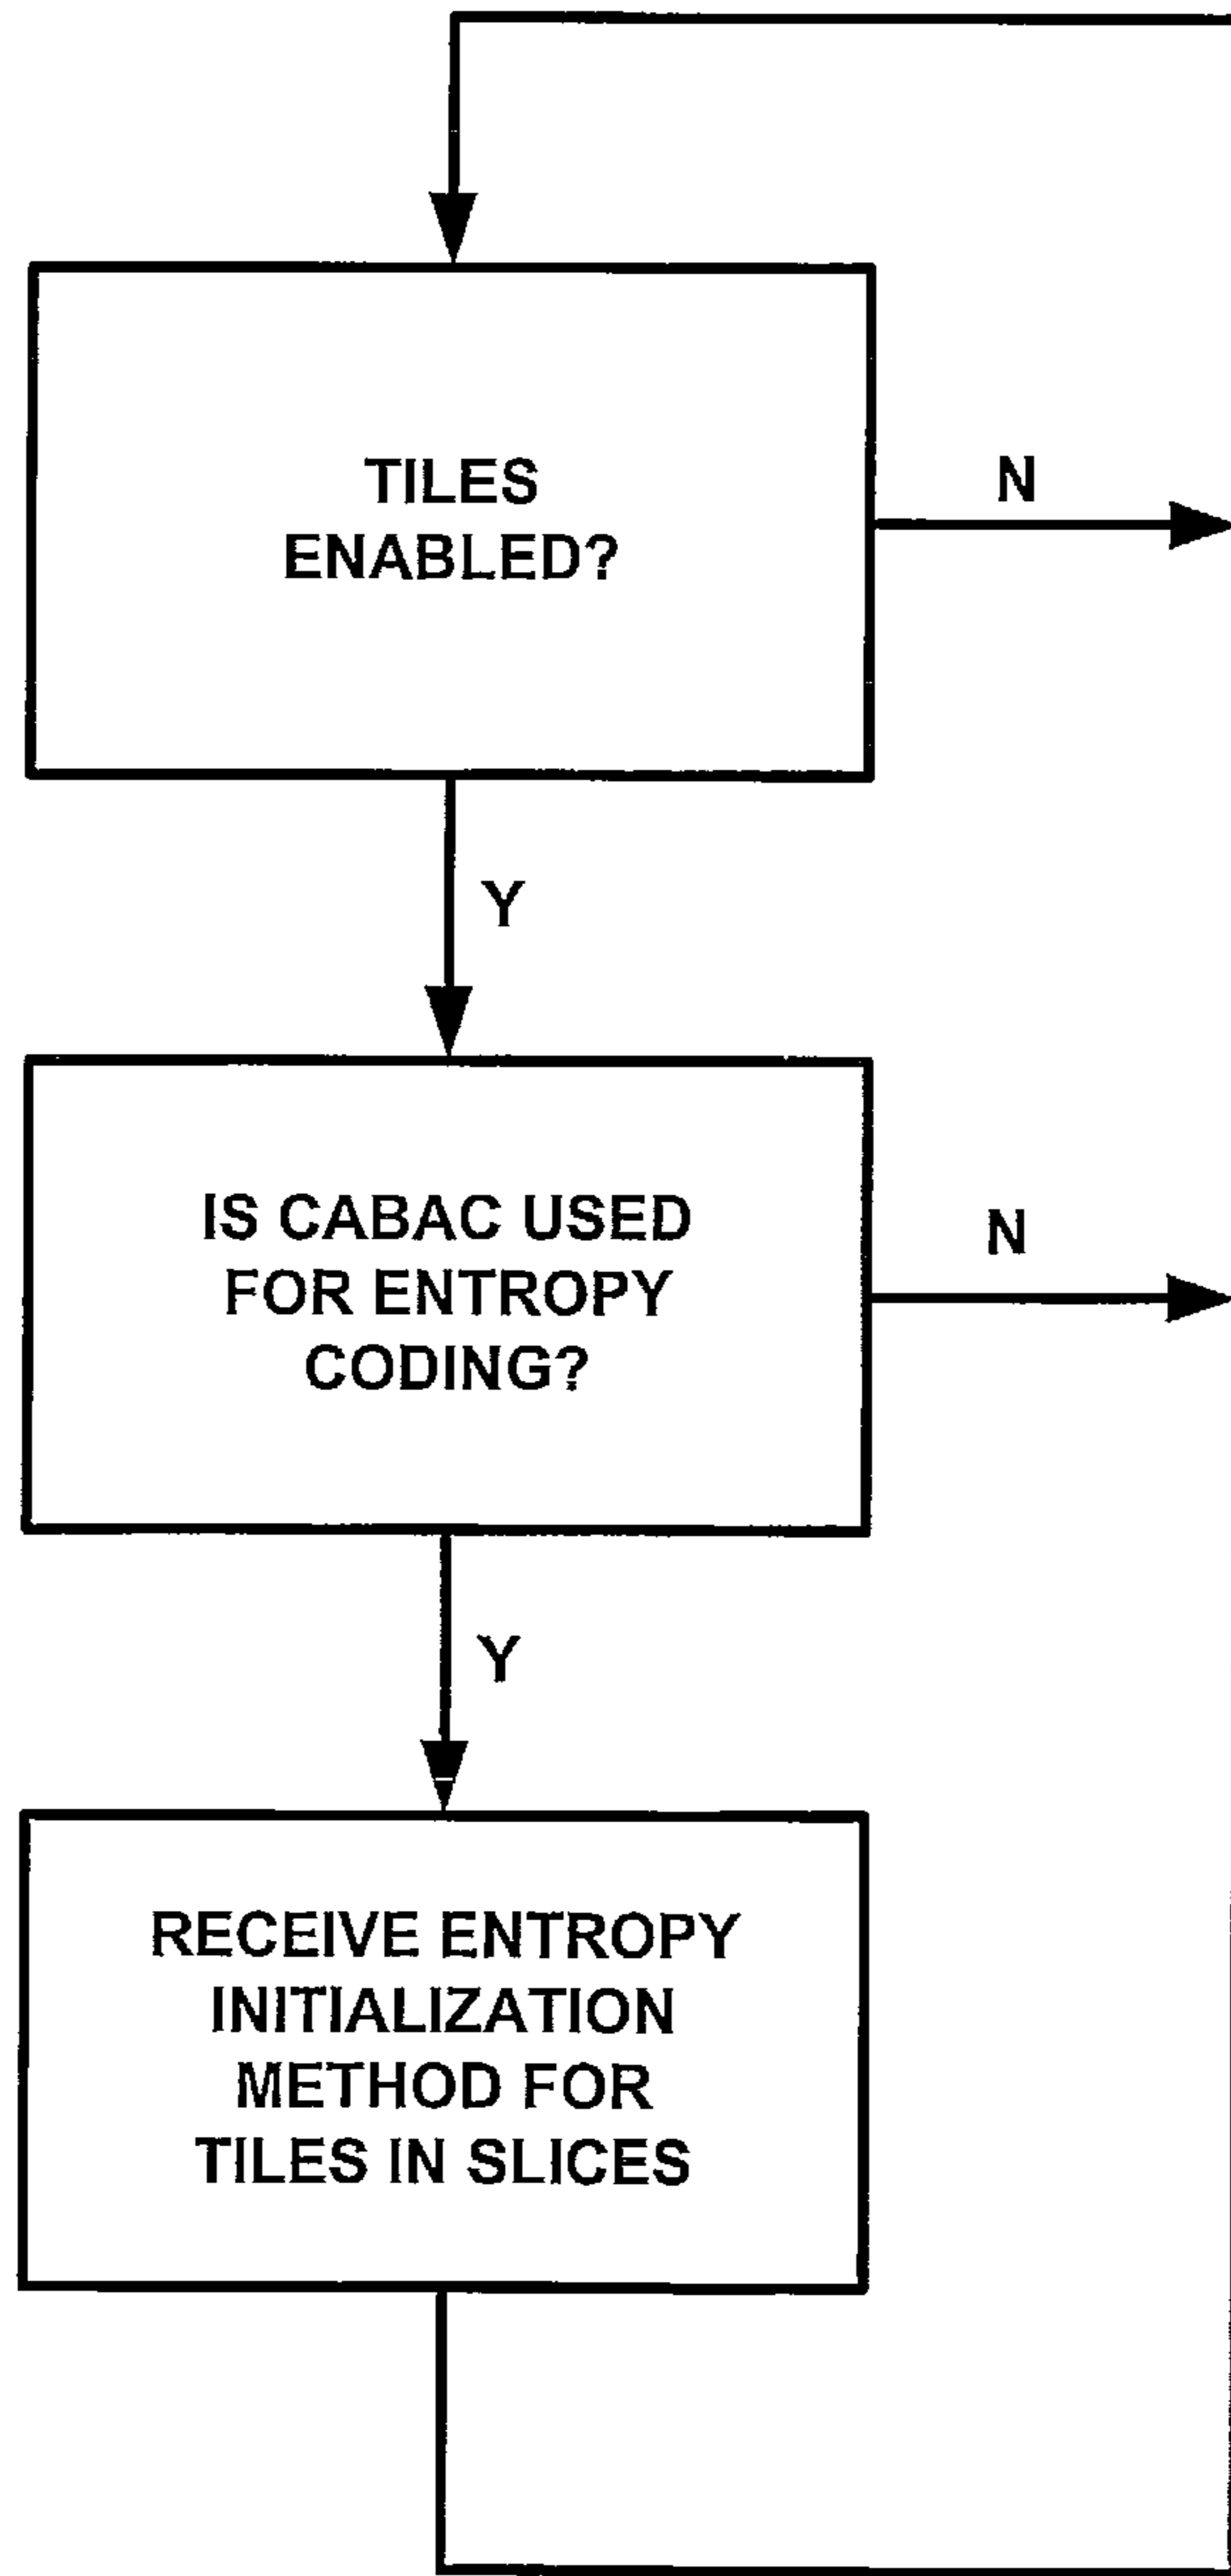 TILES
ENABLED?
N
Y
IS CABAC USED
FOR ENTROPY
CODING?
N
Y
RECEIVE ENTROPY
INITIALIZATION
METHOD FOR
TILES IN SLICES